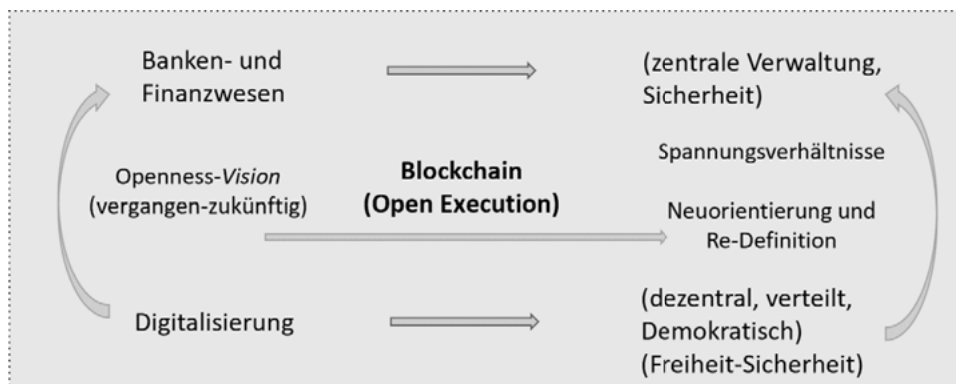 Banken- und
Finanzwesen
(zentrale Verwaltung,
Sicherheit)
Openness-Vision
(vergangen-zukünftig)
Blockchain
(Open Execution)
Spannungsverhältnisse
Neuorientierung und
Re-Definition
Digitalisierung
(dezentral, verteilt,
Demokratisch)
(Freiheit-Sicherheit)